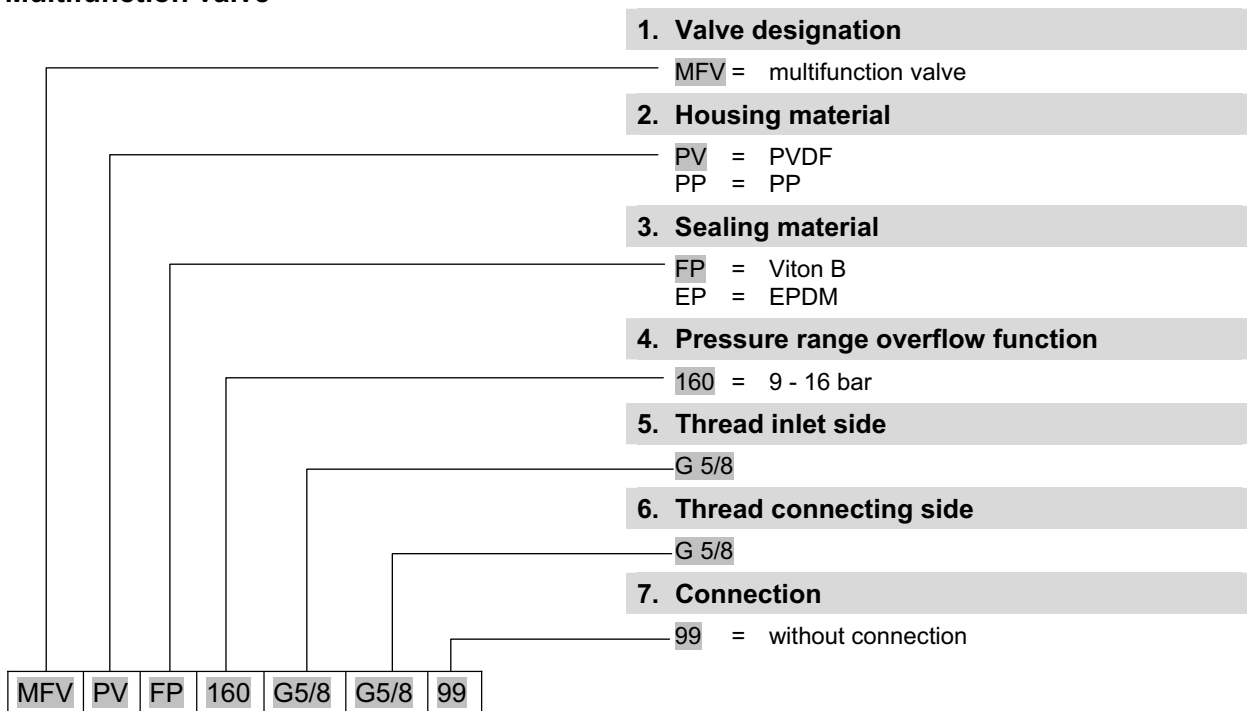 1. Valve designation
MFV = multifunction valve
2. Housing material
PV = PVDF
PP = PP
3. Sealing material
FP = Viton B
EP = EPDM
4. Pressure range overflow function
160 = 9 - 16 bar
5. Thread inlet side
G 5/8
6. Thread connecting side
G 5/8
7. Connection
99 = without connection
MFV PV FP 160 G5/8 G5/8 99